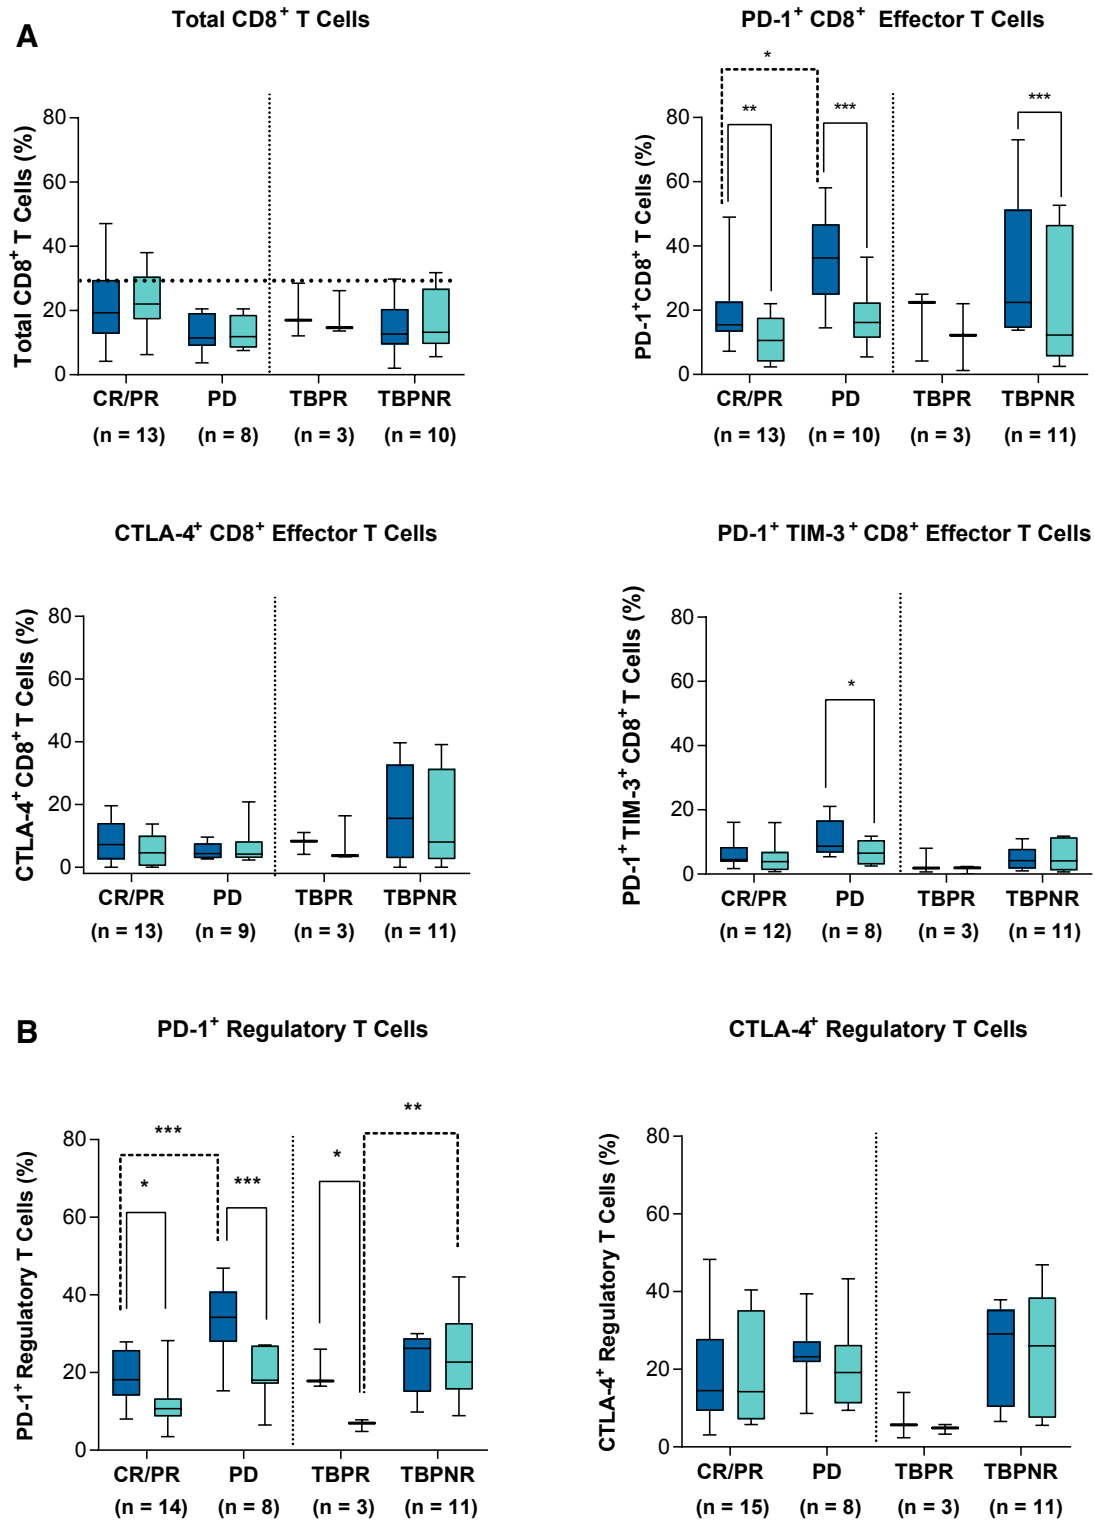 A
Total CD8+ T Cells
Total CD8+ T Cells (%)
80
60
40
20
0
CR/PR PD TBPR TBPNR
(n = 13) (n = 8) (n = 3) (n = 10)
PD-1+ CD8+ Effector T Cells
PD-1+CD8+ T Cells (%)
80
60
40
20
0
*
**
***
***
CR/PR PD TBPR TBPNR
(n = 13) (n = 10) (n = 3) (n = 11)
CTLA-4+ CD8+ Effector T Cells
CTLA-4+ CD8+ T Cells (%)
80
60
40
20
0
CR/PR PD TBPR TBPNR
(n = 13) (n = 9) (n = 3) (n = 11)
PD-1+ TIM-3+ CD8+ Effector T Cells
PD-1+ TIM-3+ CD8+ T Cells (%)
80
60
40
20
0
*
CR/PR PD TBPR TBPNR
(n = 12) (n = 8) (n = 3) (n = 11)
B
PD-1+ Regulatory T Cells
PD-1+ Regulatory T Cells (%)
80
60
40
20
0
***
*
***
*
**
CR/PR PD TBPR TBPNR
(n = 14) (n = 8) (n = 3) (n = 11)
CTLA-4+ Regulatory T Cells
CTLA-4+ Regulatory T Cells (%)
80
60
40
20
0
CR/PR PD TBPR TBPNR
(n = 15) (n = 8) (n = 3) (n = 11)